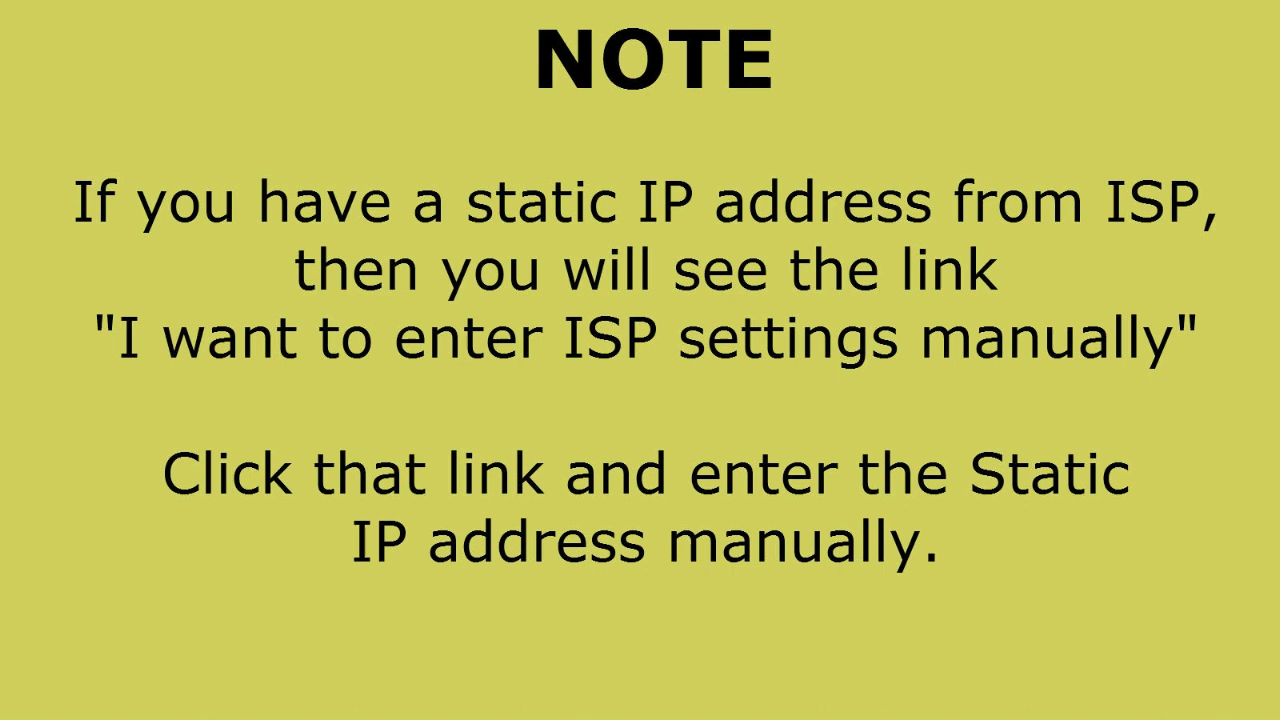 NOTE
If you have a static IP address from ISP,
then you will see the link
"I want to enter ISP settings manually"
Click that link and enter the Static
IP address manually.